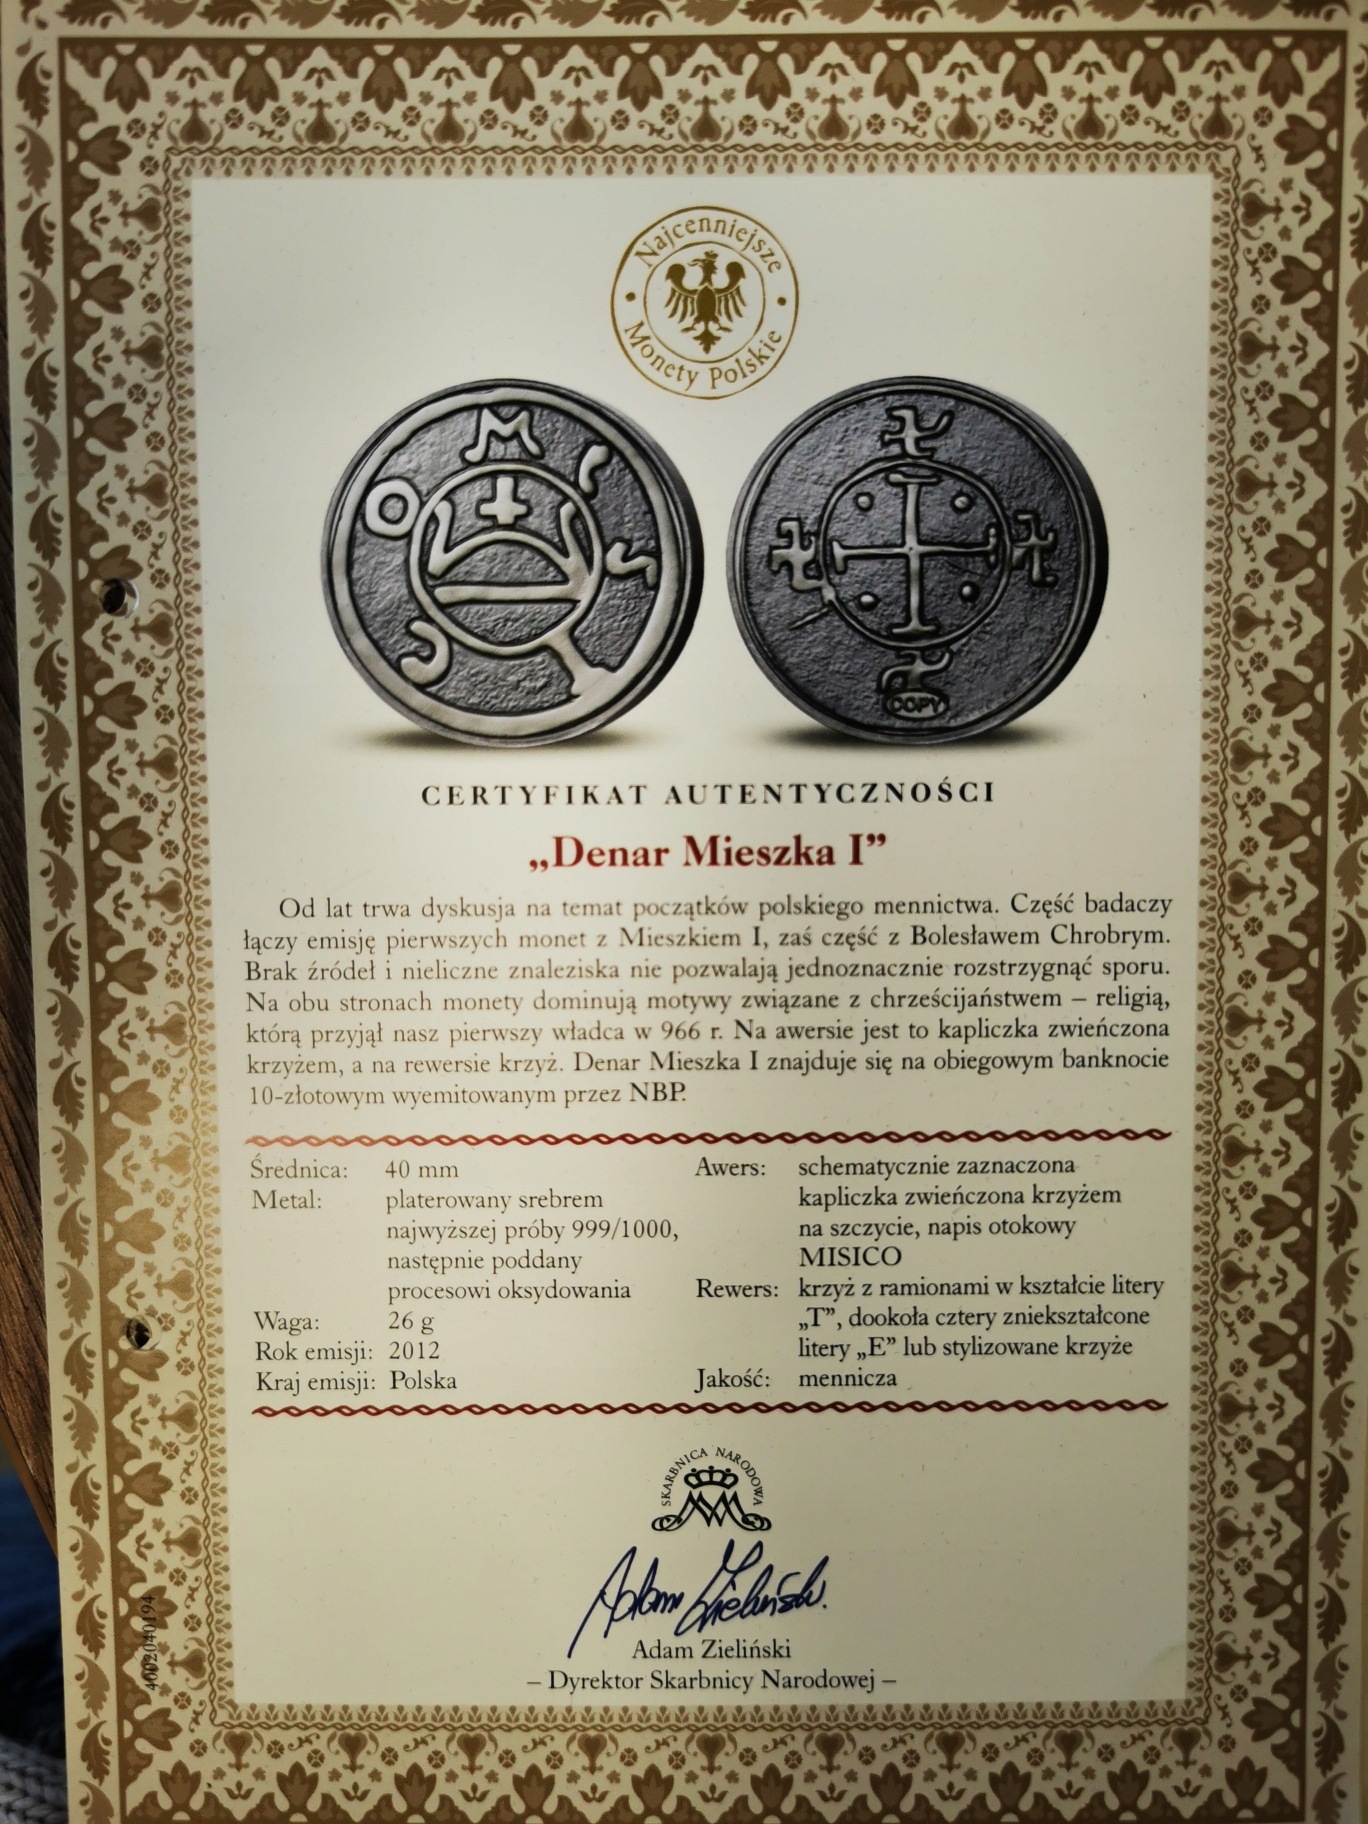 Najcenniejsze
Monety Polskie
M I S I C O
COPY
CERTYFIKAT AUTENTYCZNOŚCI
„Denar Mieszka I”
Od lat trwa dyskusja na temat początków polskiego mennictwa. Część badaczy
łączy emisję pierwszych monet z Mieszkiem I, zaś część z Bolesławem Chrobrym.
Brak źródeł i nieliczne znaleziska nie pozwalają jednoznacznie rozstrzygnąć sporu.
Na obu stronach monety dominują motywy związane z chrześcijaństwem – religią,
którą przyjął nasz pierwszy władca w 966 r. Na awersie jest to kapliczka zwieńczona
krzyżem, a na rewersie krzyż. Denar Mieszka I znajduje się na obiegowym banknocie
10-złotowym wyemitowanym przez NBP.
Średnica: 40 mm
Metal: platerowany srebrem
najwyższej próby 999/1000,
następnie poddany
procesowi oksydowania
Waga: 26 g
Rok emisji: 2012
Kraj emisji: Polska
Awers: schematycznie zaznaczona
kapliczka zwieńczona krzyżem
na szczycie, napis otokowy
MISICO
Rewers: krzyż z ramionami w kształcie litery
„T”, dookoła cztery zniekształcone
litery „E” lub stylizowane krzyże
Jakość: mennicza
SKARBNICA NARODOWA
Adam Zieliński
Adam Zieliński
– Dyrektor Skarbnicy Narodowej –
4002040194